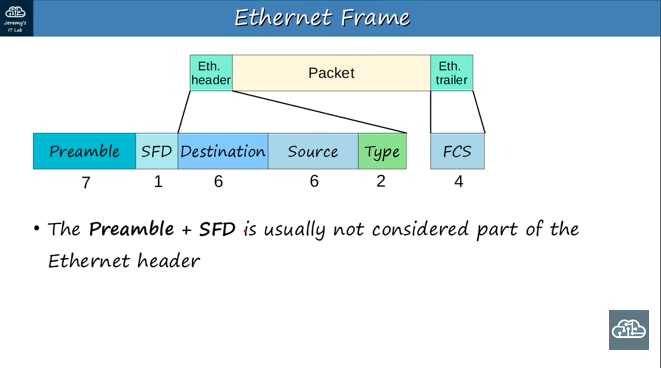 Jeremy's
IT Lab
Ethernet Frame
Eth.
header
Packet
Eth.
trailer
Preamble SFD Destination Source Type FCS
7 1 6 6 2 4
• The Preamble + SFD is usually not considered part of the
Ethernet header